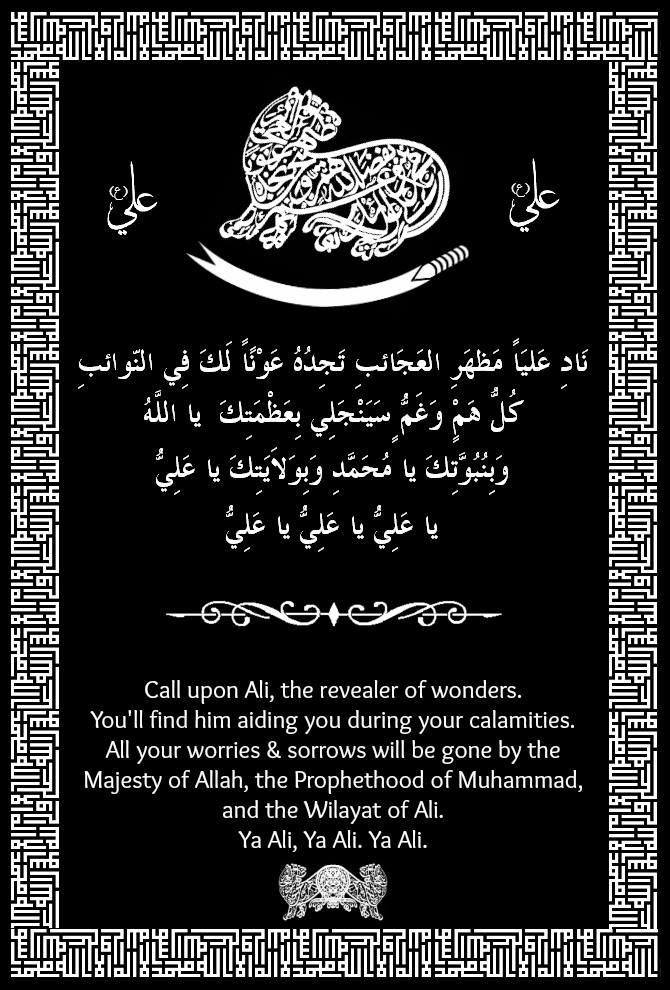 علي
(ع)
علي
(ع)
نَادِ عَليَاً مَظهَرِ العَجَائبِ تَجِدُهُ عَوْنًاً لَكَ فِي النّوائبِ
كُلُّ هَمٍْ وَغَمٍُّ سَيَنْجَلِي بِعَظْمَتِكَ يا اللَّهُ
وَبِنُبُوَّتِكَ يا مُحَمَّدِ وَبِوَلاَيَتِكَ يا عَلِيُّ
يا عَلِيُّ يا عَلِيُّ يا عَلِيُّ
Call upon Ali, the revealer of wonders.
You'll find him aiding you during your calamities.
All your worries & sorrows will be gone by the
Majesty of Allah, the Prophethood of Muhammad,
and the Wilayat of Ali.
Ya Ali, Ya Ali. Ya Ali.